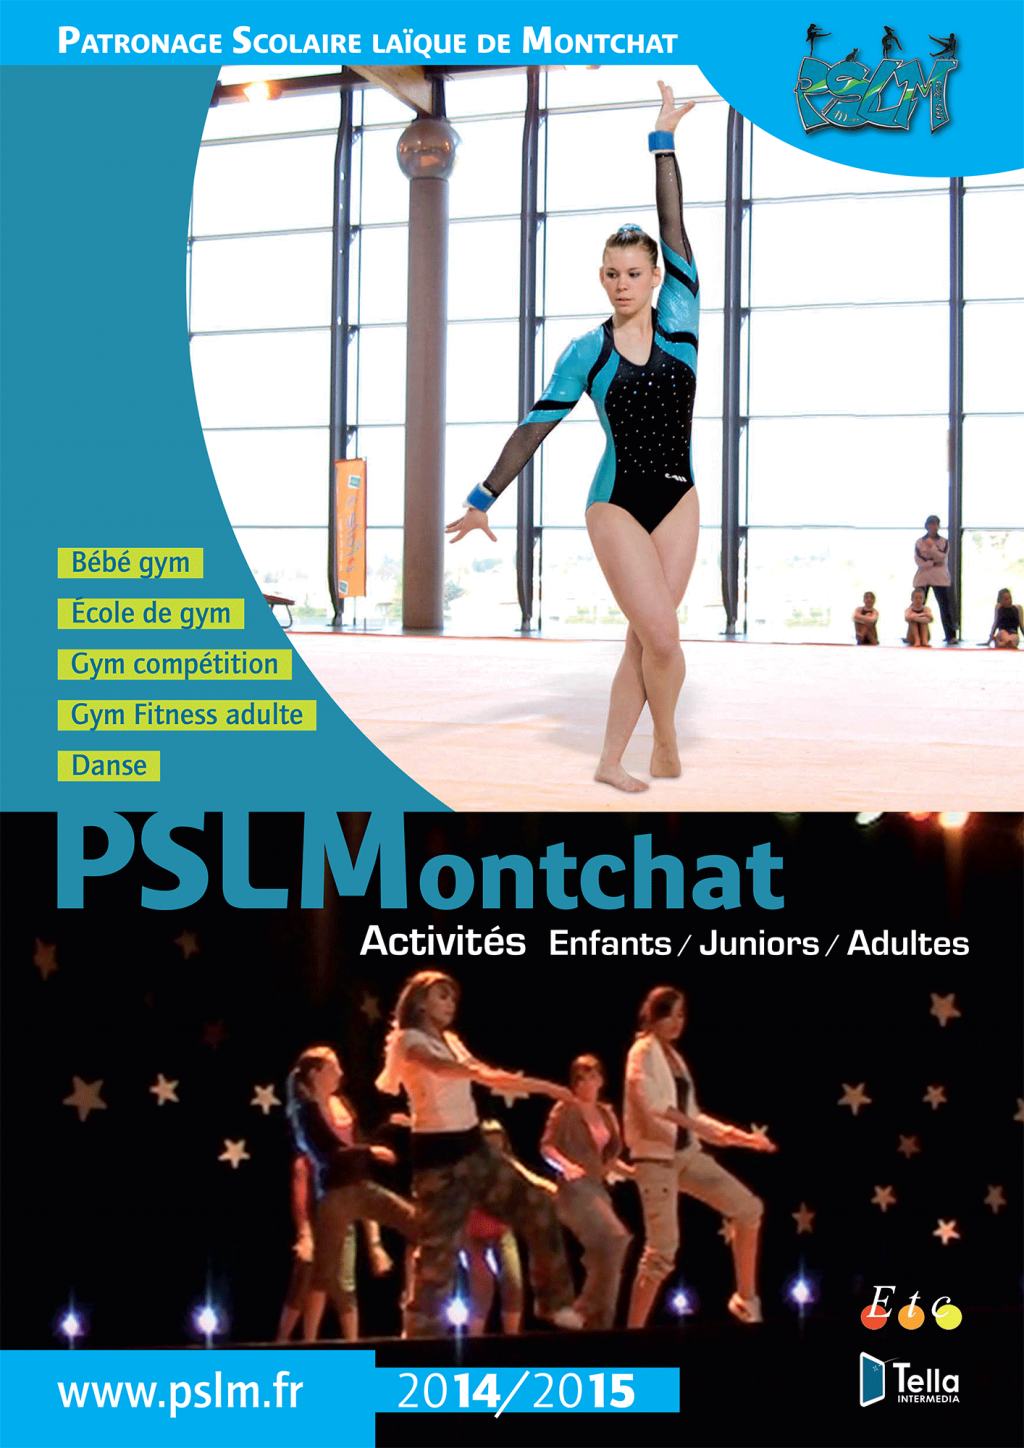 Patronage Scolaire laïque de Montchat
PSLM
Bébé gym
École de gym
Gym compétition
Gym Fitness adulte
Danse
PSLMontchat
Activités Enfants / Juniors / Adultes
Etc
Tella
INTERMEDIA
www.pslm.fr
2014/2015